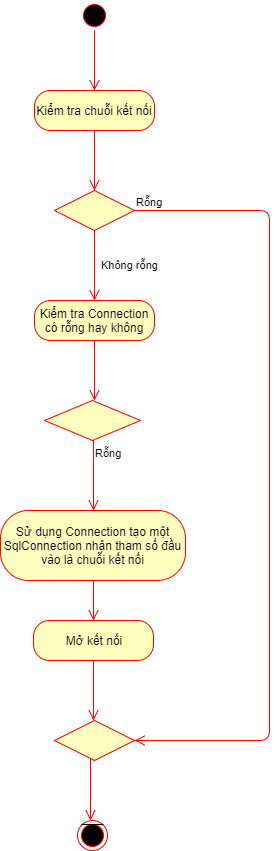 Kiểm tra chuỗi kết nối
Rỗng
Không rỗng
Kiểm tra Connection
có rỗng hay không
Rỗng
Sử dụng Connection tạo một
SqlConnection nhận tham số đầu
vào là chuỗi kết nối
Mở kết nối